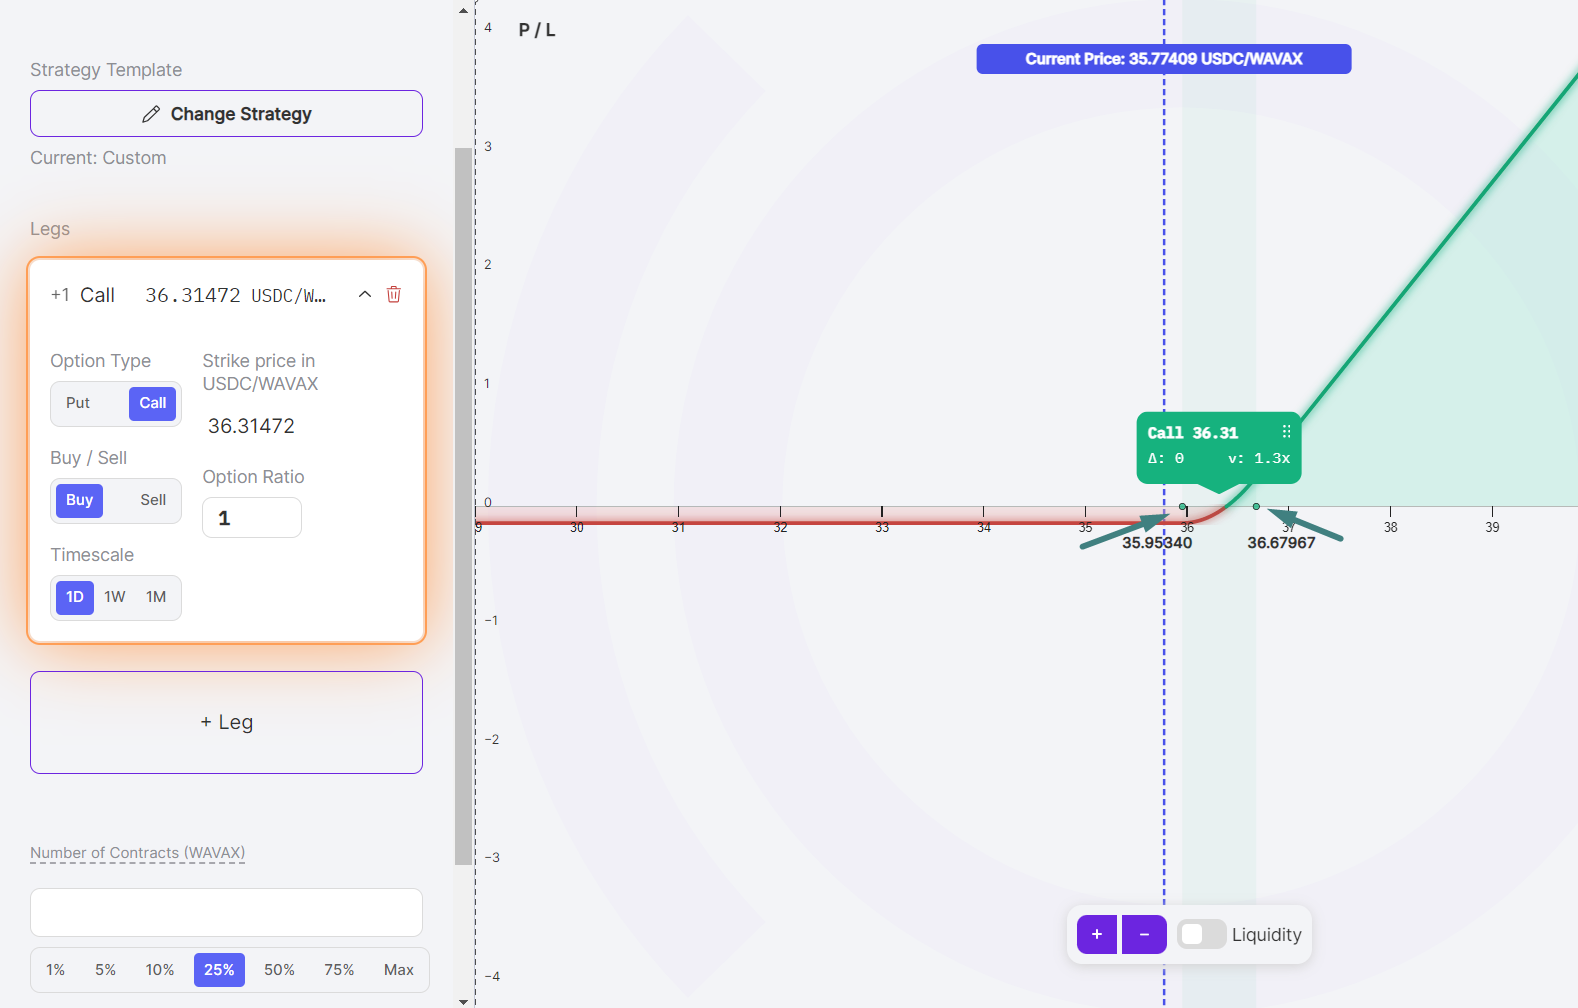 Strategy Template
Change Strategy
Current: Custom
Legs
+1 Call 36.31472 USDC/W…
Option Type
Put Call
Strike price in
USDC/WAVAX
36.31472
Buy / Sell
Buy Sell
Option Ratio
1
Timescale
1D 1W 1M
+ Leg
Number of Contracts (WAVAX)
1% 5% 10% 25% 50% 75% Max
P / L
Current Price: 35.77409 USDC/WAVAX
4
3
2
1
0
−1
−2
−3
−4
Call 36.31
Δ: 0 v: 1.3x
9 30 31 32 33 34 35 36 37 38 39
35.95340 36.67967
+ − Liquidity